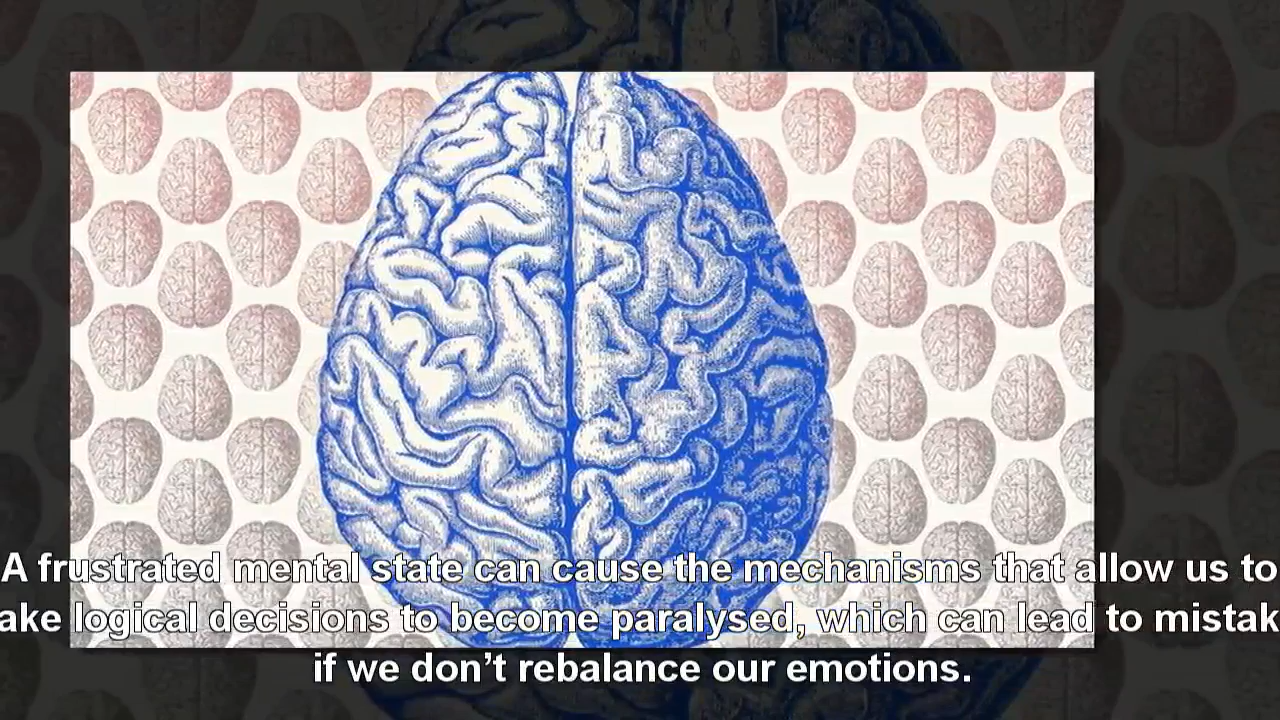 A frustrated mental state can cause the mechanisms that allow us to
ake logical decisions to become paralysed, which can lead to mistak
if we don’t rebalance our emotions.